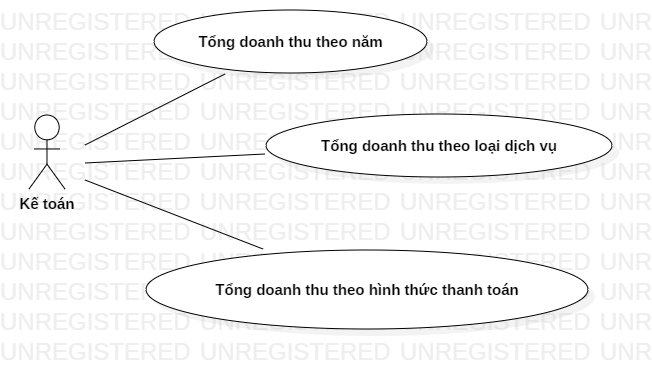 UNREGISTERED UNREGISTERED UNREGISTERED UNR
Tổng doanh thu theo năm
Tổng doanh thu theo loại dịch vụ
Kế toán
Tổng doanh thu theo hình thức thanh toán